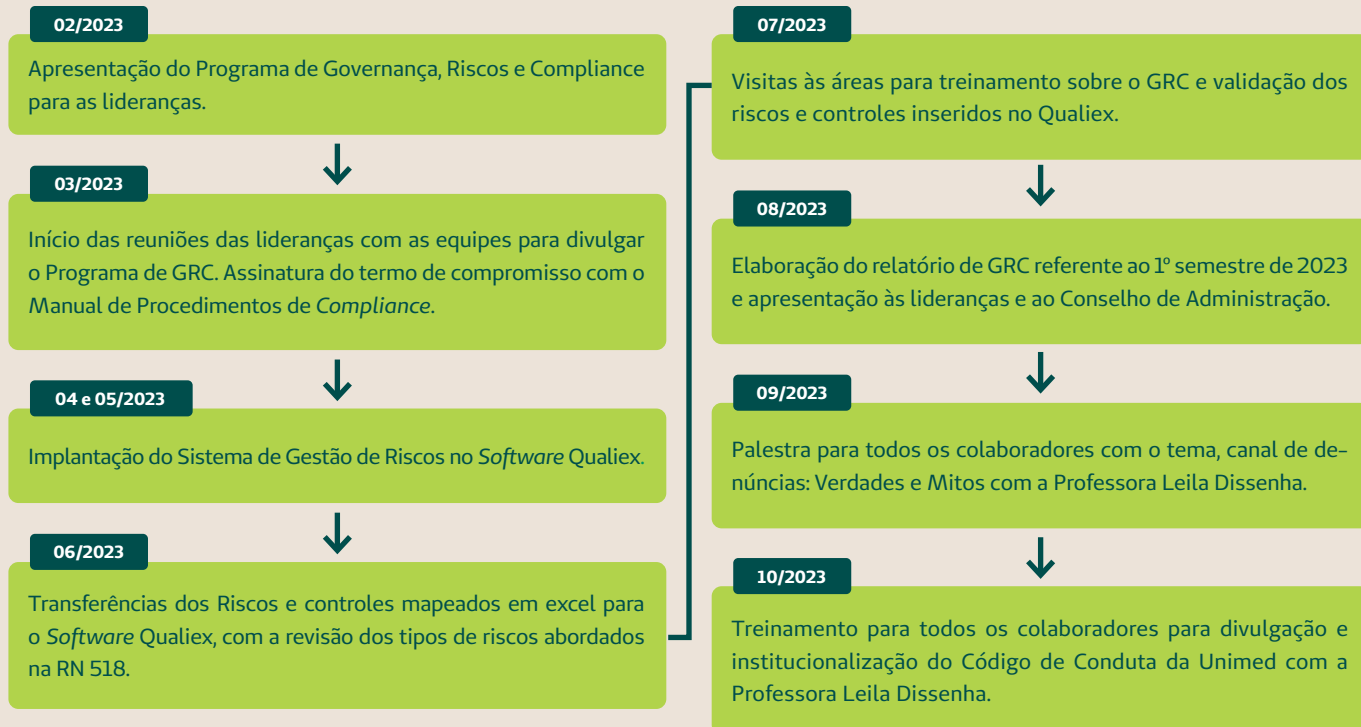 02/2023
Apresentação do Programa de Governança, Riscos e Compliance
para as lideranças.
03/2023
Início das reuniões das lideranças com as equipes para divulgar
o Programa de GRC. Assinatura do termo de compromisso com o
Manual de Procedimentos de Compliance.
04 e 05/2023
Implantação do Sistema de Gestão de Riscos no Software Qualiex.
06/2023
Transferências dos Riscos e controles mapeados em excel para
o Software Qualiex, com a revisão dos tipos de riscos abordados
na RN 518.
07/2023
Visitas às áreas para treinamento sobre o GRC e validação dos
riscos e controles inseridos no Qualiex.
08/2023
Elaboração do relatório de GRC referente ao 1º semestre de 2023
e apresentação às lideranças e ao Conselho de Administração.
09/2023
Palestra para todos os colaboradores com o tema, canal de de-
núncias: Verdades e Mitos com a Professora Leila Dissenha.
10/2023
Treinamento para todos os colaboradores para divulgação e
institucionalização do Código de Conduta da Unimed com a
Professora Leila Dissenha.